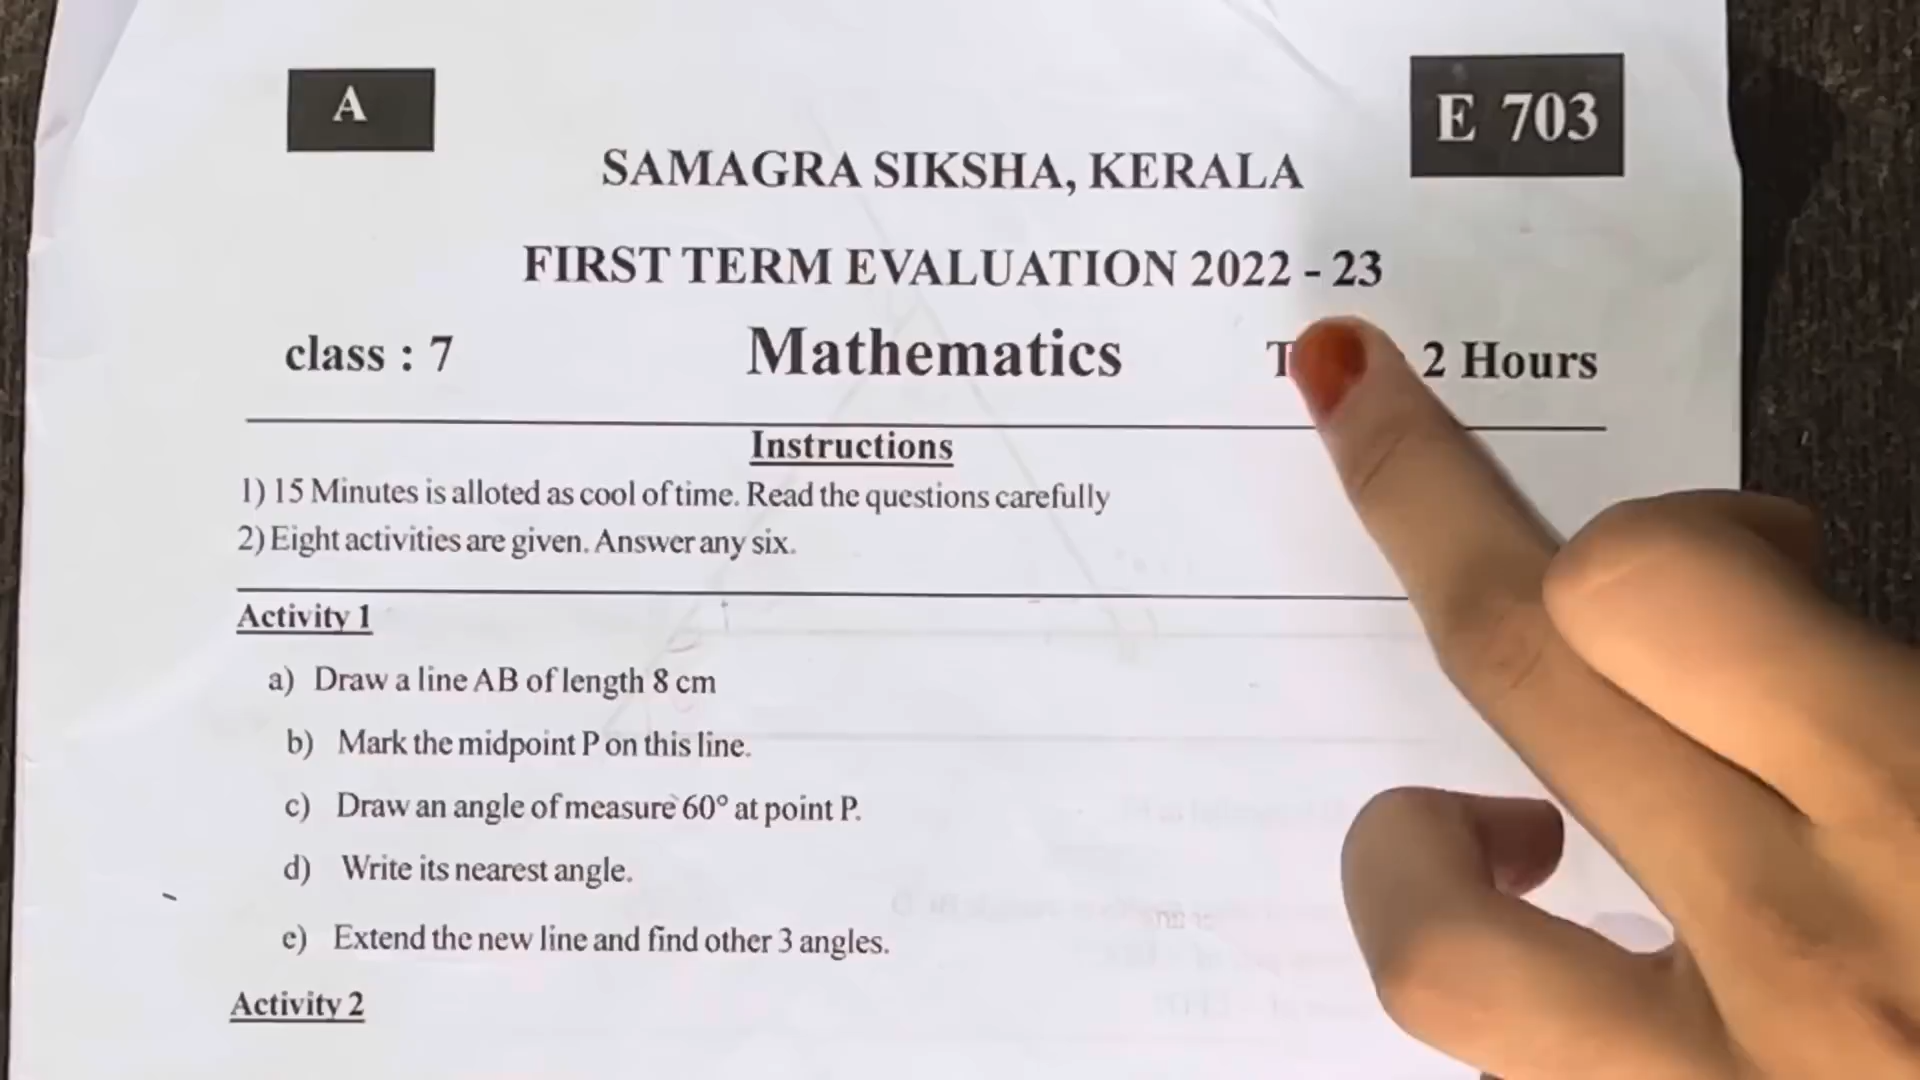 A
E 703
SAMAGRA SIKSHA, KERALA
FIRST TERM EVALUATION 2022 - 23
class : 7 Mathematics 2 Hours
Instructions
1) 15 Minutes is alloted as cool of time. Read the questions carefully
2) Eight activities are given. Answer any six.
Activity 1
a) Draw a line AB of length 8 cm
b) Mark the midpoint P on this line.
c) Draw an angle of measure 60° at point P.
d) Write its nearest angle.
e) Extend the new line and find other 3 angles.
Activity 2